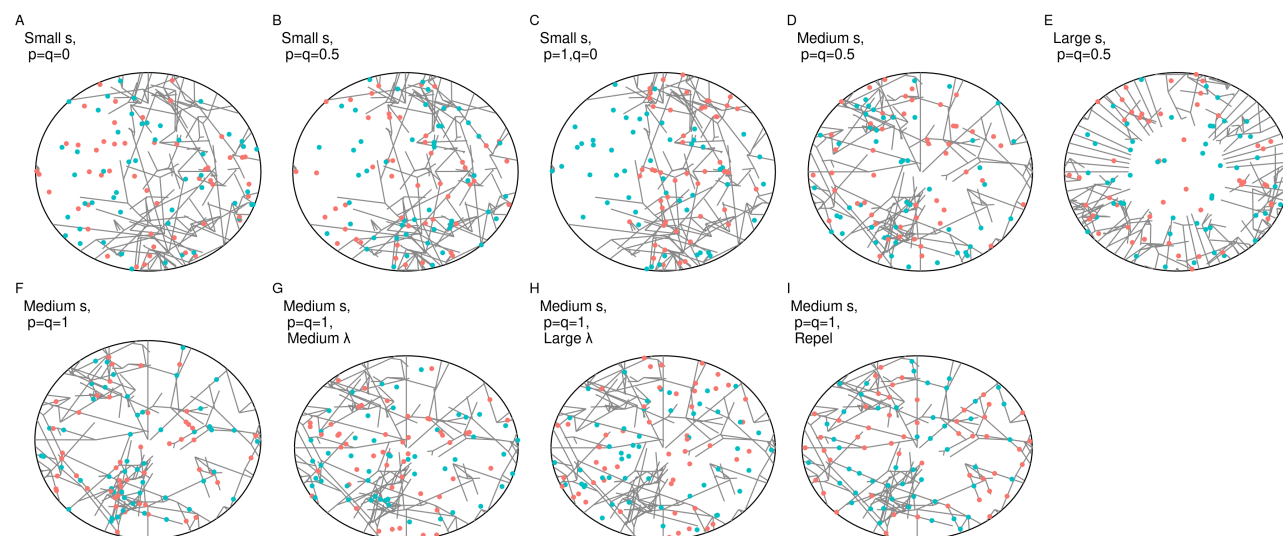 A
Small s,
p=q=0
B
Small s,
p=q=0.5
C
Small s,
p=1,q=0
D
Medium s,
p=q=0.5
E
Large s,
p=q=0.5
F
Medium s,
p=q=1
G
Medium s,
p=q=1,
Medium λ
H
Medium s,
p=q=1,
Large λ
I
Medium s,
p=q=1,
Repel